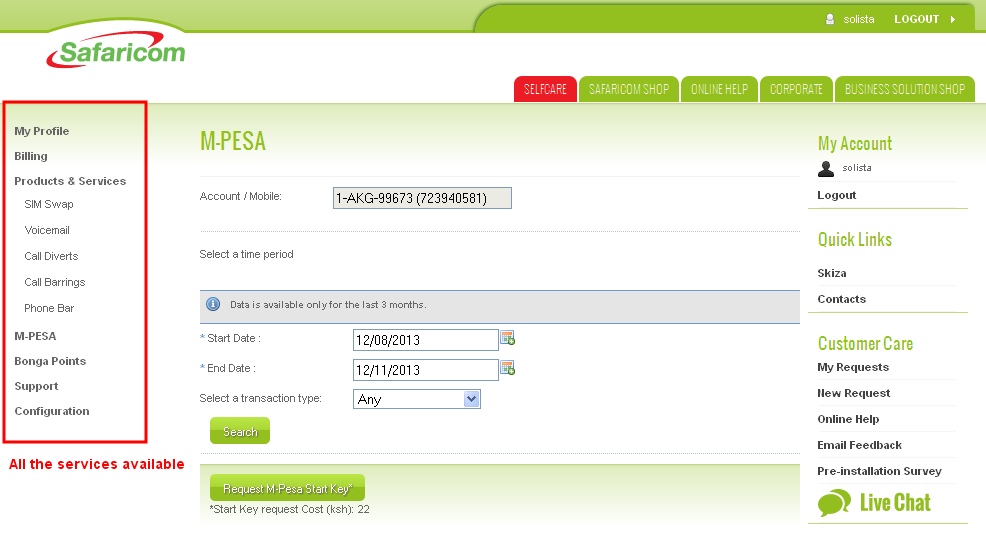 solista LOGOUT
Safaricom
SELFCARE SAFARICOM SHOP ONLINE HELP CORPORATE BUSINESS SOLUTION SHOP
My Profile
Billing
Products & Services
SIM Swap
Voicemail
Call Diverts
Call Barrings
Phone Bar
M-PESA
Bonga Points
Support
Configuration
All the services available
M-PESA
Account / Mobile: 1-AKG-99673 (723940581)
Select a time period
Data is available only for the last 3 months.
* Start Date : 12/08/2013
* End Date : 12/11/2013
Select a transaction type: Any
Search
Request M-Pesa Start Key*
*Start Key request Cost (ksh): 22
My Account
solista
Logout
Quick Links
Skiza
Contacts
Customer Care
My Requests
New Request
Online Help
Email Feedback
Pre-installation Survey
Live Chat